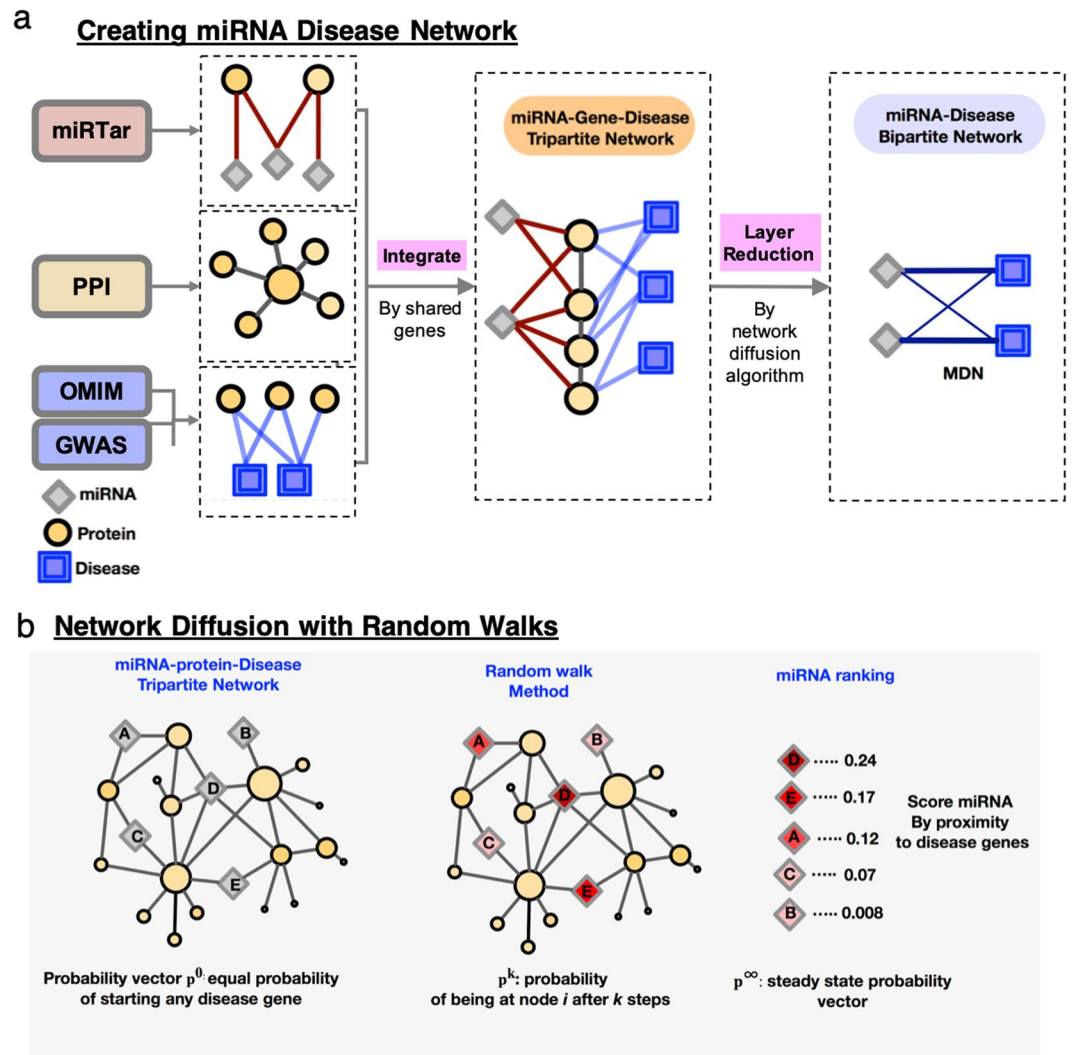 a
Creating miRNA Disease Network
miRTar
PPI
OMIM
GWAS
miRNA
Protein
Disease
Integrate
By shared
genes
miRNA-Gene-Disease
Tripartite Network
Layer
Reduction
By
network
diffusion
algorithm
miRNA-Disease
Bipartite Network
MDN
b
Network Diffusion with Random Walks
miRNA-protein-Disease
Tripartite Network
A
B
D
C
E
Probability vector p⁰: equal probability
of starting any disease gene
Random walk
Method
A
B
D
C
E
pᵏ: probability
of being at node i after k steps
miRNA ranking
D ..... 0.24
E ..... 0.17
A ..... 0.12
C ..... 0.07
B ..... 0.008
Score miRNA
By proximity
to disease genes
p^∞: steady state probability
vector